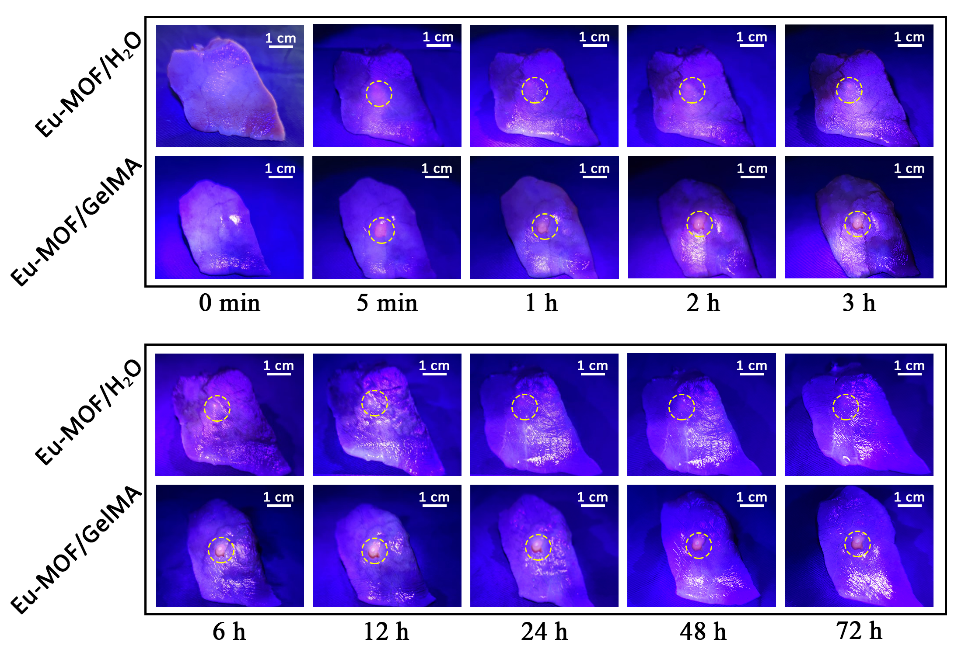 Eu-MOF/H₂O
1 cm
1 cm
1 cm
1 cm
1 cm
Eu-MOF/GelMA
1 cm
1 cm
1 cm
1 cm
1 cm
0 min
5 min
1 h
2 h
3 h
Eu-MOF/H₂O
1 cm
1 cm
1 cm
1 cm
1 cm
Eu-MOF/GelMA
1 cm
1 cm
1 cm
1 cm
1 cm
6 h
12 h
24 h
48 h
72 h